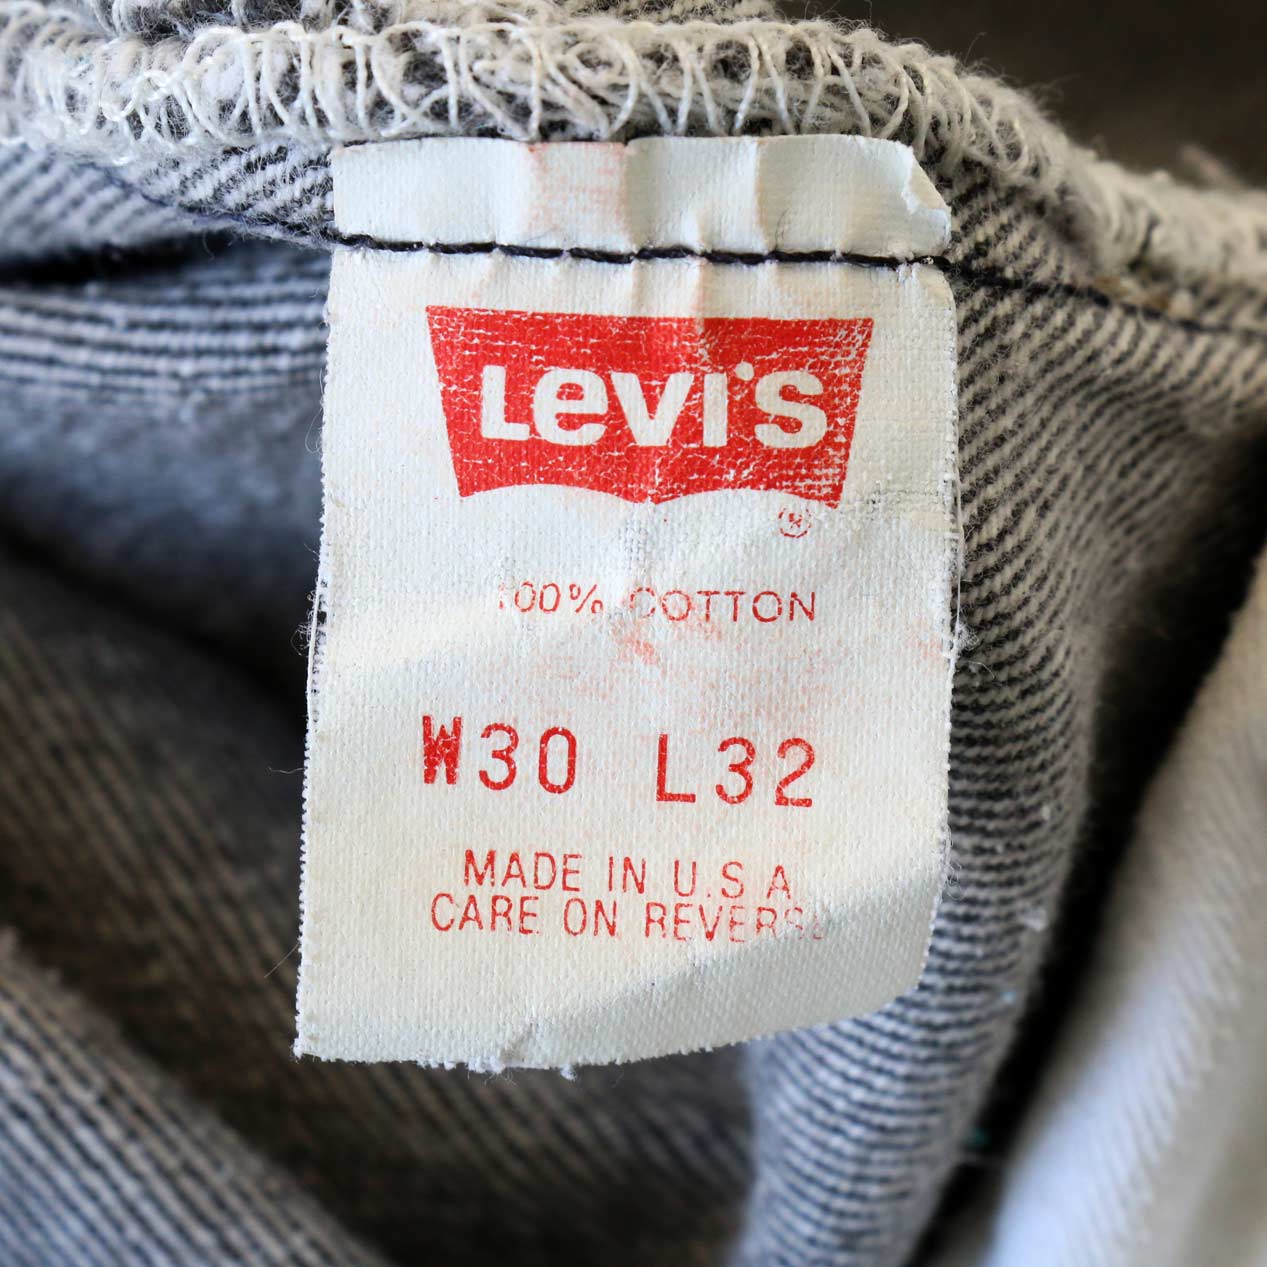 Levi's
®
100% COTTON
W30 L32
MADE IN U.S.A
CARE ON REVERSE